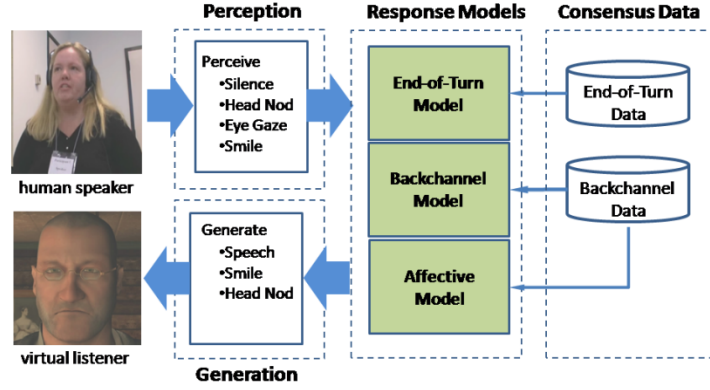 Perception
Response Models
Consensus Data
Perceive
•Silence
•Head Nod
•Eye Gaze
•Smile
human speaker
End-of-Turn
Model
End-of-Turn
Data
Backchannel
Model
Backchannel
Data
Affective
Model
Generate
•Speech
•Smile
•Head Nod
virtual listener
Generation